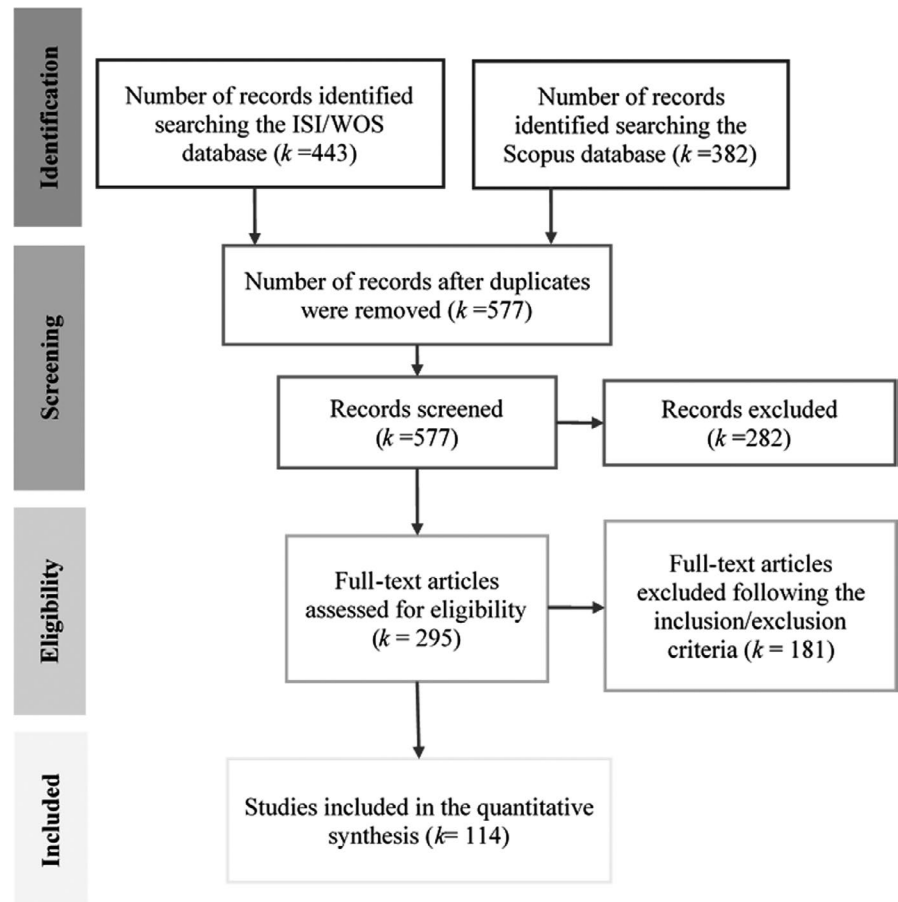 Identification
Number of records identified
searching the ISI/WOS
database (k =443)
Number of records
identified searching the
Scopus database (k =382)
Screening
Number of records after duplicates
were removed (k =577)
Records screened
(k =577)
Records excluded
(k =282)
Eligibility
Full-text articles
assessed for eligibility
(k = 295)
Full-text articles
excluded following the
inclusion/exclusion
criteria (k = 181)
Included
Studies included in the quantitative
synthesis (k= 114)